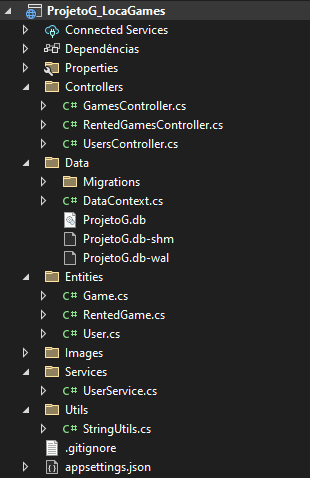 ProjetoG_LocaGames
Connected Services
Dependências
Properties
Controllers
C# GamesController.cs
C# RentedGamesController.cs
C# UsersController.cs
Data
Migrations
C# DataContext.cs
ProjetoG.db
ProjetoG.db-shm
ProjetoG.db-wal
Entities
C# Game.cs
C# RentedGame.cs
C# User.cs
Images
Services
C# UserService.cs
Utils
C# StringUtils.cs
.gitignore
appsettings.json